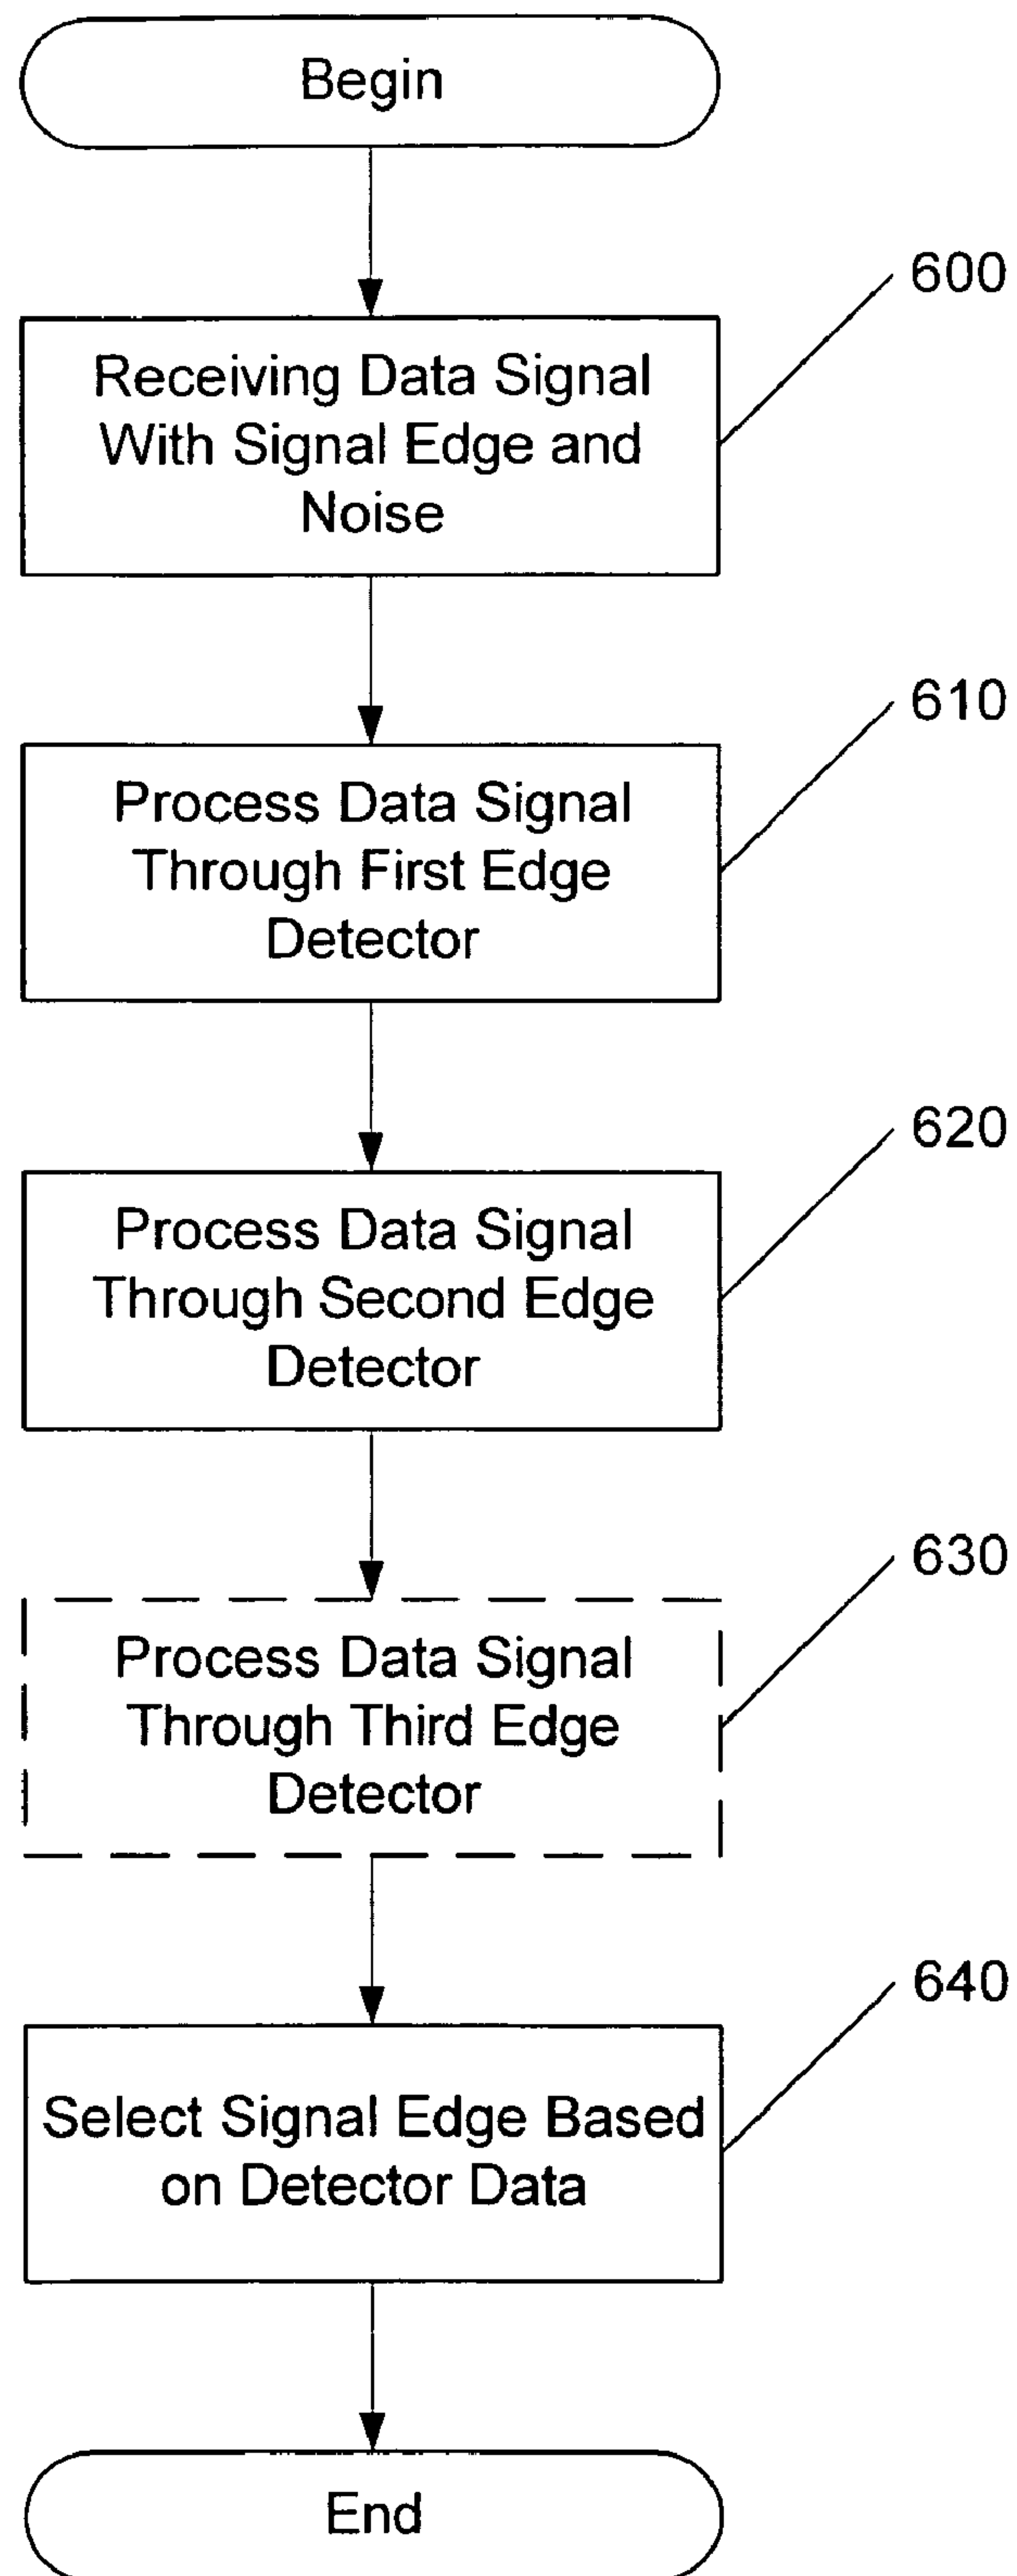 Begin
600
Receiving Data Signal
With Signal Edge and
Noise
610
Process Data Signal
Through First Edge
Detector
620
Process Data Signal
Through Second Edge
Detector
630
Process Data Signal
Through Third Edge
Detector
640
Select Signal Edge Based
on Detector Data
End